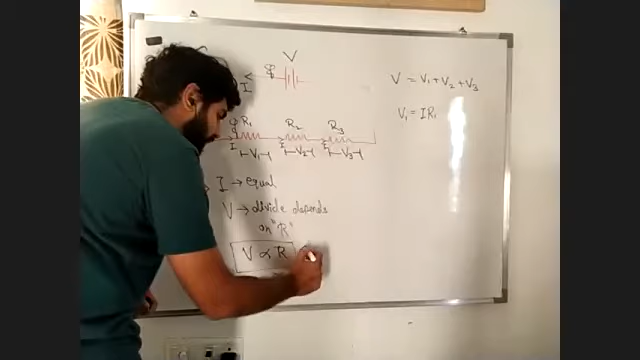 V
I
V = V₁ + V₂ + V₃
V₁ = IR₁
R₁ R₂ R₃
I I I
V₁ V₂ V₃
I → equal
V → divide depends
on "R"
V ∝ R